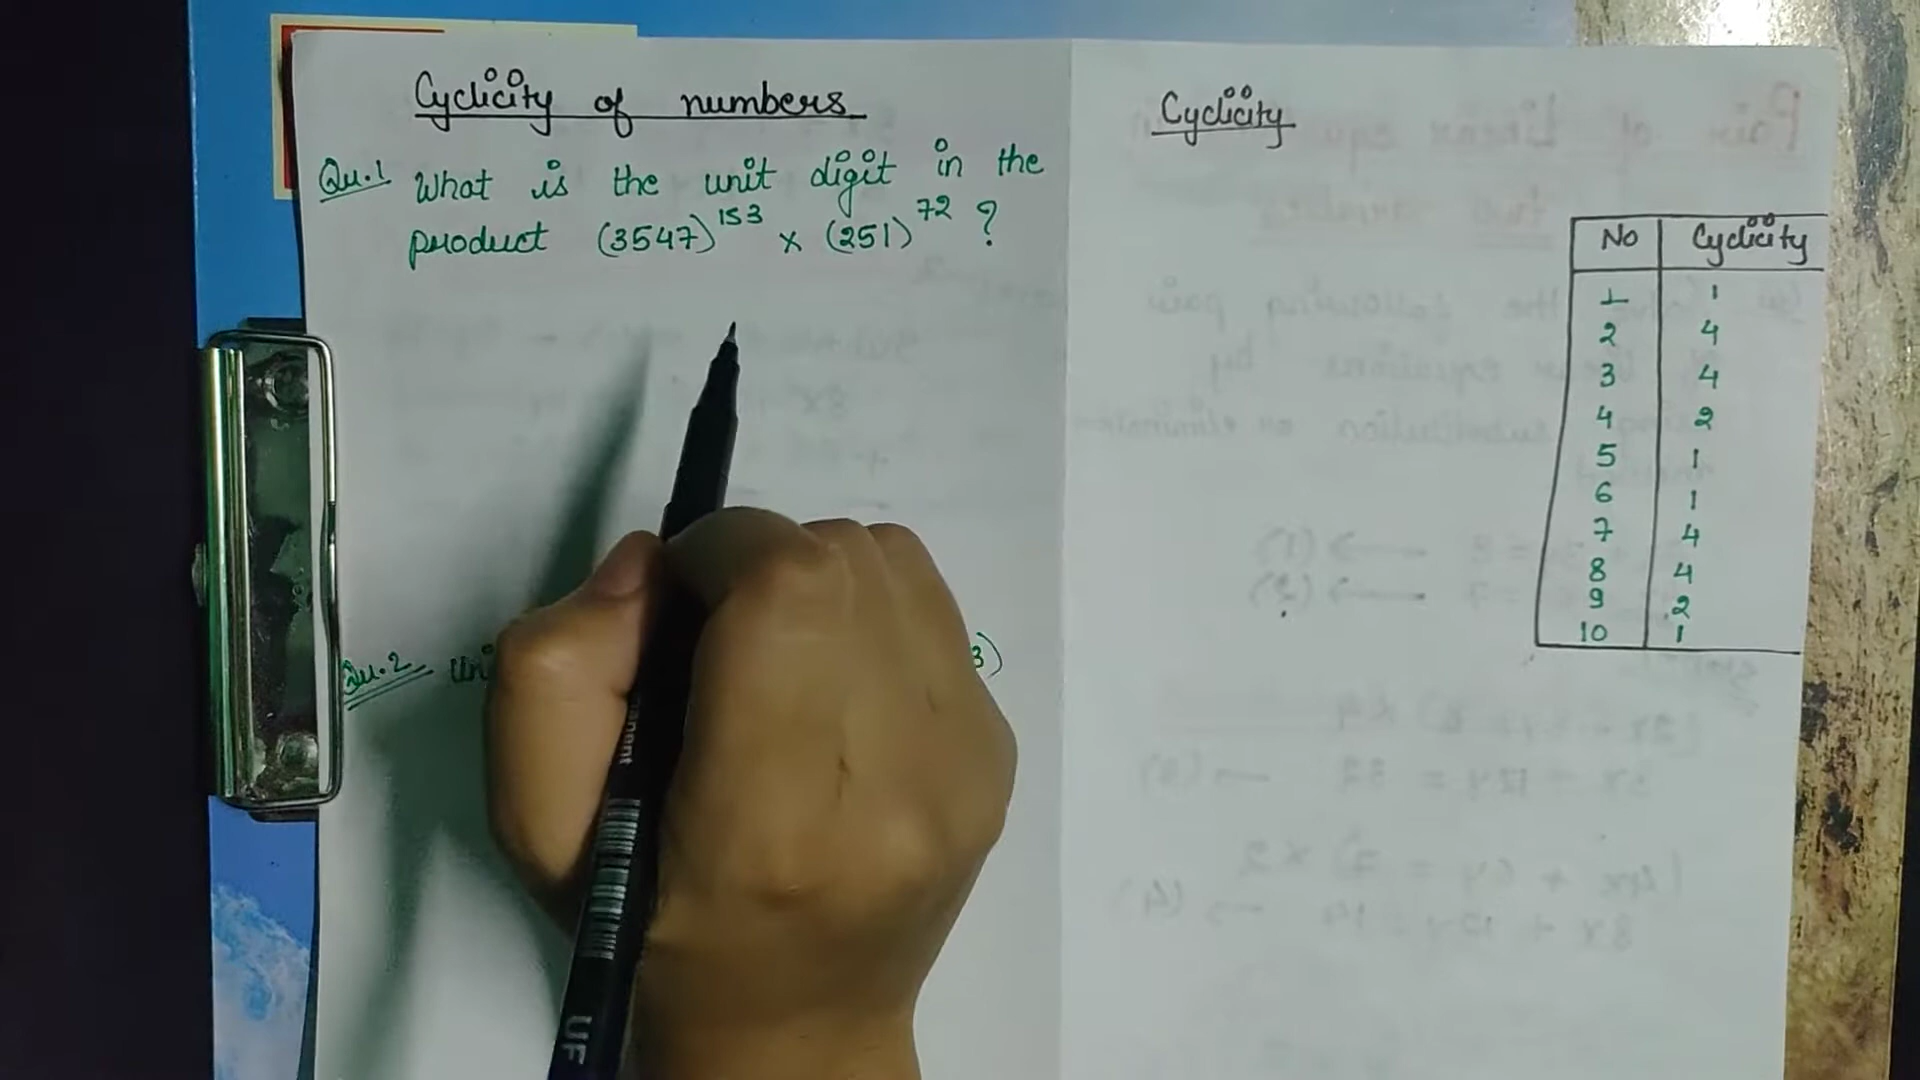 Cyclicity of numbers
Qu.1 What is the unit digit in the
product (3547)^153 x (251)^72 ?
Qu.2
3)
Cyclicity
No Cyclicity
1 1
2 4
3 4
4 2
5 1
6 1
7 4
8 4
9 2
10 1
UF